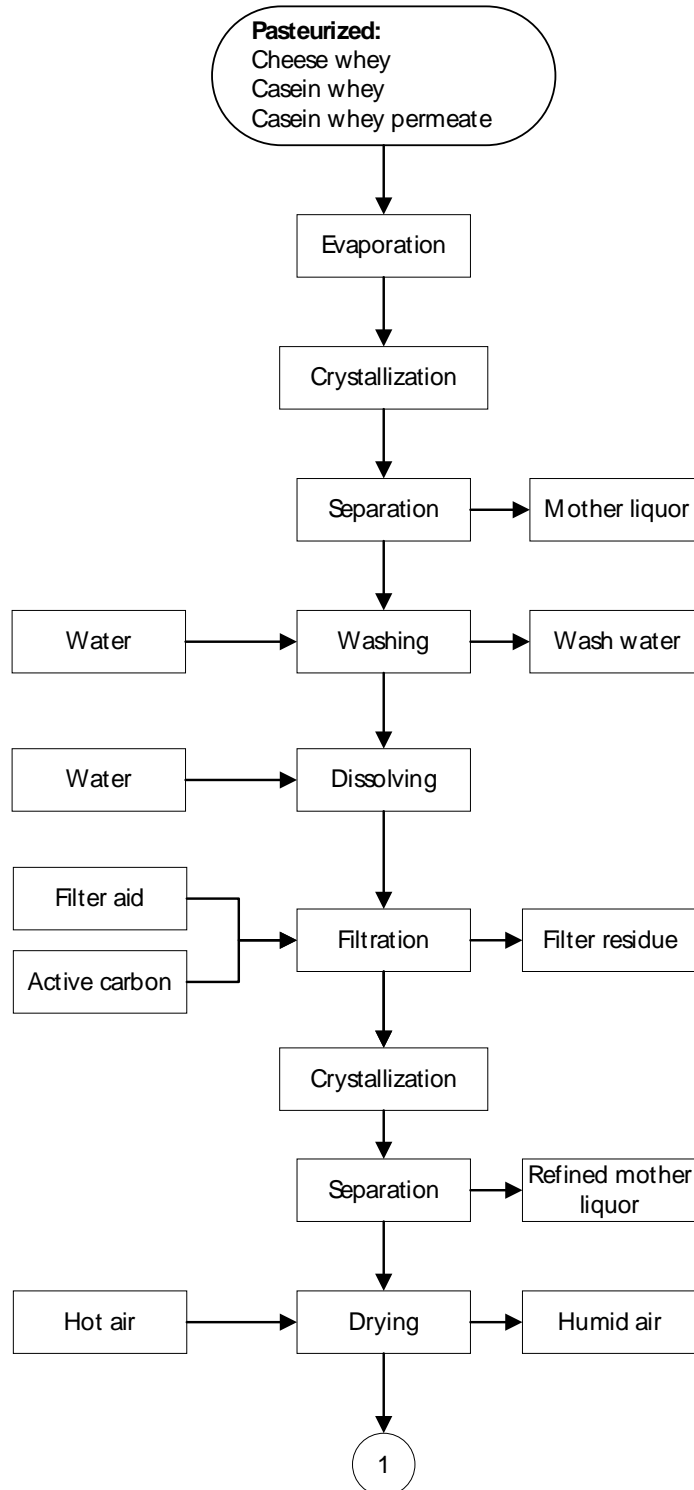 Pasteurized:
Cheese whey
Casein whey
Casein whey permeate
Evaporation
Crystallization
Separation
Mother liquor
Water
Washing
Wash water
Water
Dissolving
Filter aid
Active carbon
Filtration
Filter residue
Crystallization
Separation
Refined mother
liquor
Hot air
Drying
Humid air
1